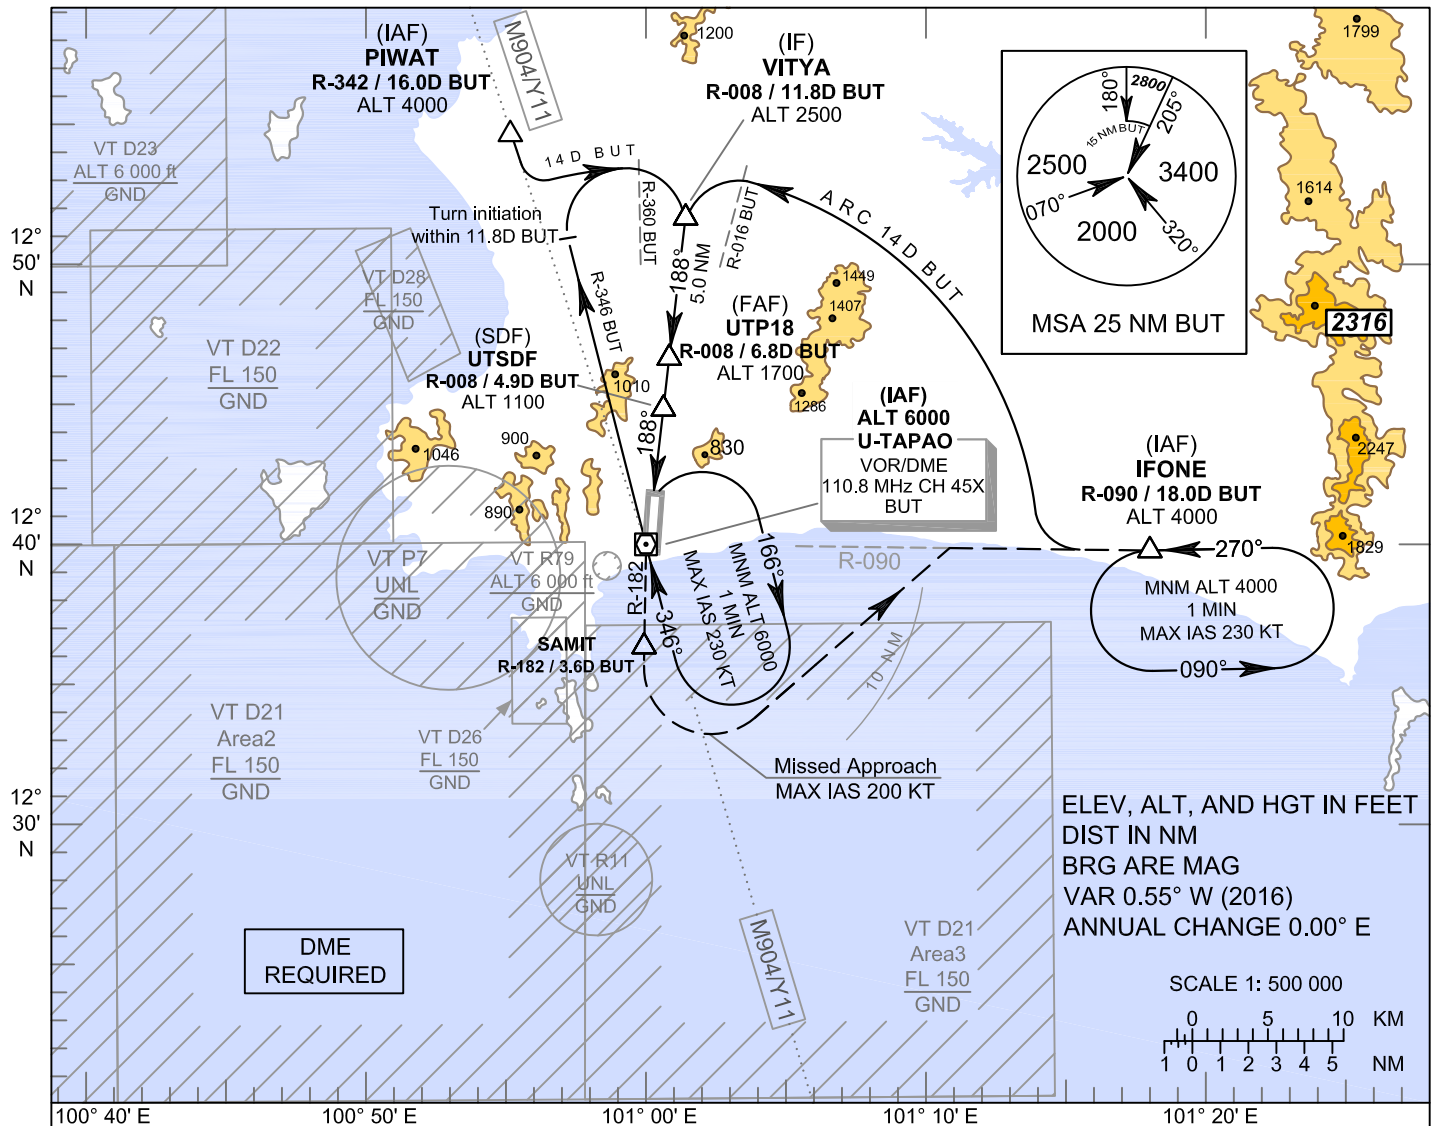 (IAF)
PIWAT
R-342 / 16.0D BUT
ALT 4000
M904/Y11
1200
(IF)
VITYA
R-008 / 11.8D BUT
ALT 2500
1799
180°
2800
205°
15 NM BUT
2500
3400
070°
2000
320°
MSA 25 NM BUT
VT D23
ALT 6 000 ft
GND
14 D BUT
R-360 BUT
R-016 BUT
ARC 14D BUT
1614
Turn initiation
within 11.8D BUT
12°
50'
N
VT D28
FL 150
GND
R-346 BUT
188°
5.0 NM
1449
1407
1286
2316
(FAF)
UTP18
R-008 / 6.8D BUT
ALT 1700
(SDF)
UTSDF
R-008 / 4.9D BUT
ALT 1100
VT D22
FL 150
GND
1010
188°
830
1046
900
890
(IAF)
ALT 6000
U-TAPAO
VOR/DME
110.8 MHz CH 45X
BUT
(IAF)
IFONE
R-090 / 18.0D BUT
ALT 4000
2247
1829
12°
40'
N
VT P7
UNL
GND
VT R79
ALT 6 000 ft
GND
R-182
346°
166°
MNM ALT 6000
1 MIN
MAX IAS 230 KT
R-090
270°
MNM ALT 4000
1 MIN
MAX IAS 230 KT
090°
SAMIT
R-182 / 3.6D BUT
10 NM
VT D21
Area2
FL 150
GND
VT D26
FL 150
GND
Missed Approach
MAX IAS 200 KT
12°
30'
N
ELEV, ALT, AND HGT IN FEET
DIST IN NM
BRG ARE MAG
VAR 0.55° W (2016)
ANNUAL CHANGE 0.00° E
VT R11
UNL
GND
DME
REQUIRED
M904/Y11
VT D21
Area3
FL 150
GND
SCALE 1: 500 000
0 5 10 KM
1 0 1 2 3 4 5 NM
100° 40' E
100° 50' E
101° 00' E
101° 10' E
101° 20' E